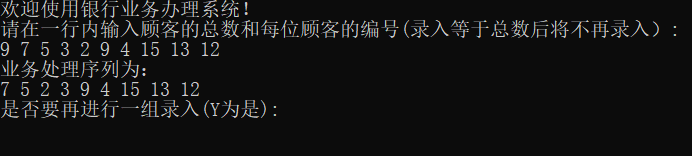 欢迎使用银行业务办理系统!
请在一行内输入顾客的总数和每位顾客的编号(录入等于总数后将不再录入）:
9 7 5 3 2 9 4 15 13 12
业务处理序列为：
7 5 2 3 9 4 15 13 12
是否要再进行一组录入(Y为是):